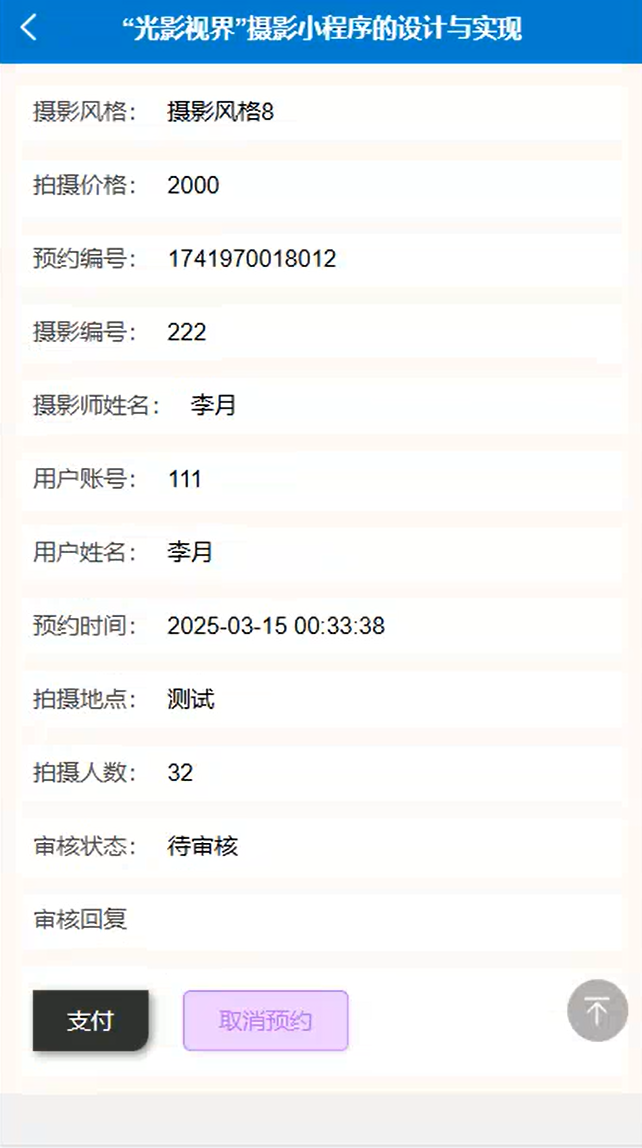 “光影视界”摄影小程序的设计与实现
摄影风格： 摄影风格8
拍摄价格： 2000
预约编号： 1741970018012
摄影编号： 222
摄影师姓名： 李月
用户账号： 111
用户姓名： 李月
预约时间： 2025-03-15 00:33:38
拍摄地点： 测试
拍摄人数： 32
审核状态： 待审核
审核回复
支付 取消预约